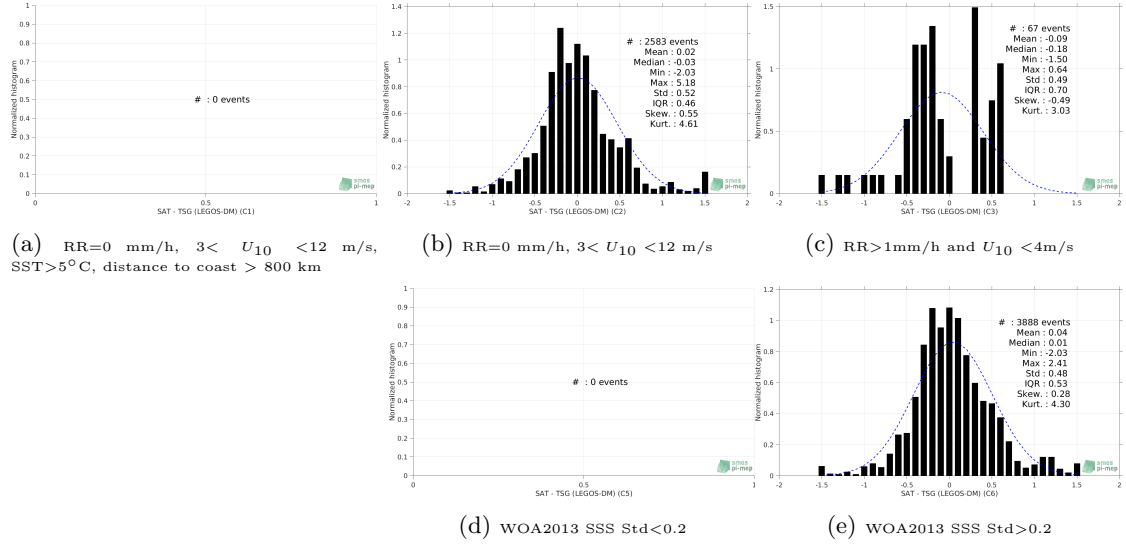 1
0.9
0.8
0.7
0.6
0.5
0.4
0.3
0.2
0.1
0
Normalized histogram
# : 0 events
0
0.5
1
SAT - TSG (LEGOS-DM) (C1)
smos
pi-mep
1.4
1.2
1
0.8
0.6
0.4
0.2
0
Normalized histogram
# : 2583 events
Mean : 0.02
Median : -0.03
Min : -2.03
Max : 5.18
Std : 0.52
IQR : 0.46
Skew. : 0.55
Kurt. : 4.61
-2
-1.5
-1
-0.5
0
0.5
1
1.5
2
SAT - TSG (LEGOS-DM) (C2)
smos
pi-mep
1.5
1
0.5
0
Normalized histogram
# : 67 events
Mean : -0.09
Median : -0.18
Min : -1.50
Max : 0.64
Std : 0.49
IQR : 0.70
Skew. : -0.49
Kurt. : 3.03
-2
-1.5
-1
-0.5
0
0.5
1
1.5
2
SAT - TSG (LEGOS-DM) (C3)
smos
pi-mep
(a) RR=0 mm/h, 3< U10 <12 m/s,
SST>5°C, distance to coast > 800 km
(b) RR=0 mm/h, 3< U10 <12 m/s
(c) RR>1mm/h and U10 <4m/s
1
0.9
0.8
0.7
0.6
0.5
0.4
0.3
0.2
0.1
0
Normalized histogram
# : 0 events
0
0.5
1
SAT - TSG (LEGOS-DM) (C5)
smos
pi-mep
1.2
1
0.8
0.6
0.4
0.2
0
Normalized histogram
# : 3888 events
Mean : 0.04
Median : 0.01
Min : -2.03
Max : 2.41
Std : 0.48
IQR : 0.53
Skew. : 0.28
Kurt. : 4.30
-2
-1.5
-1
-0.5
0
0.5
1
1.5
2
SAT - TSG (LEGOS-DM) (C6)
smos
pi-mep
(d) WOA2013 SSS Std<0.2
(e) WOA2013 SSS Std>0.2